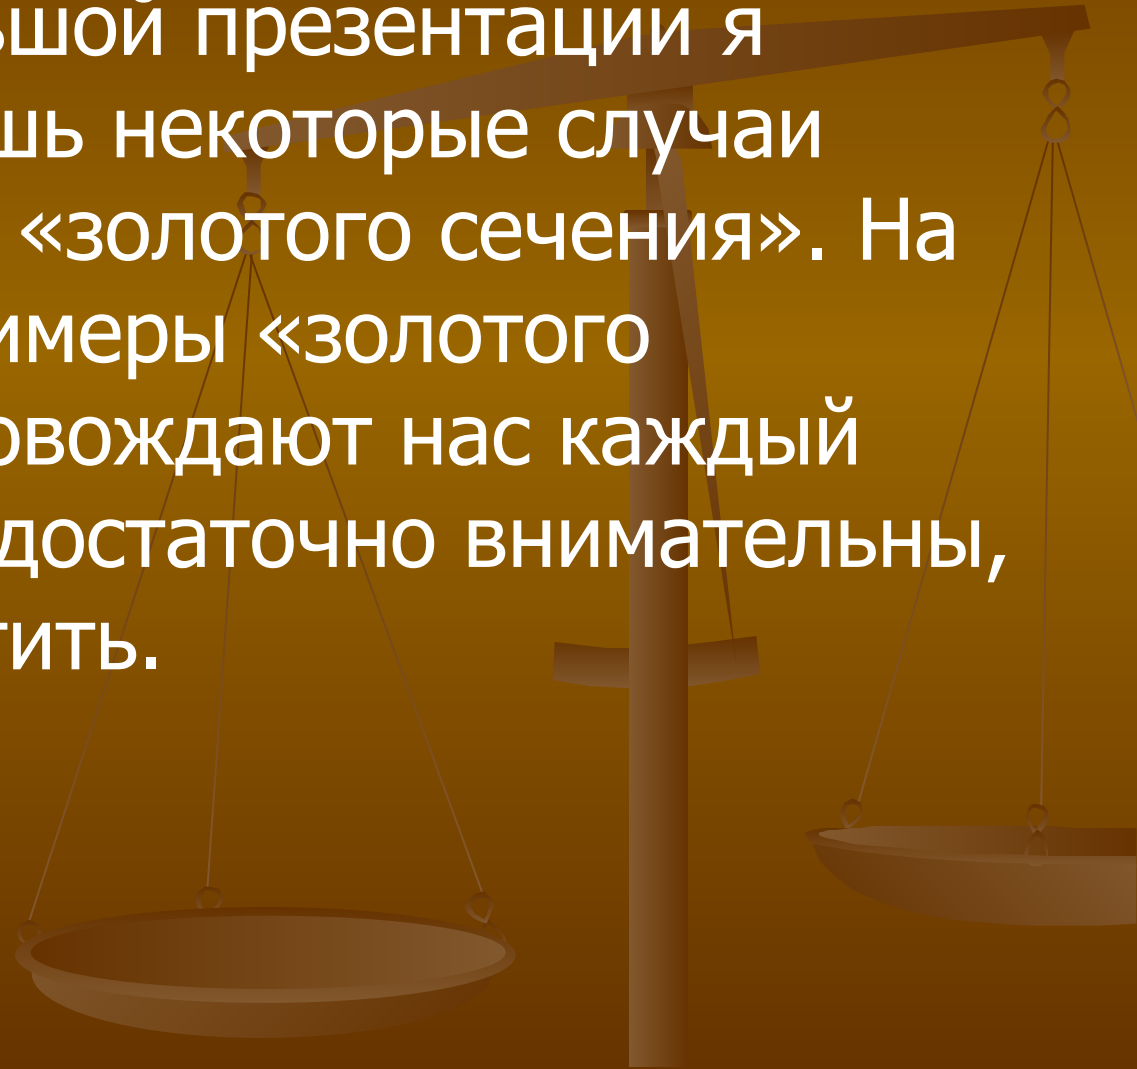 шой презентации я
шь некоторые случаи
«золотого сечения». На
имеры «золотого
овождают нас каждый
достаточно внимательны,
тить.